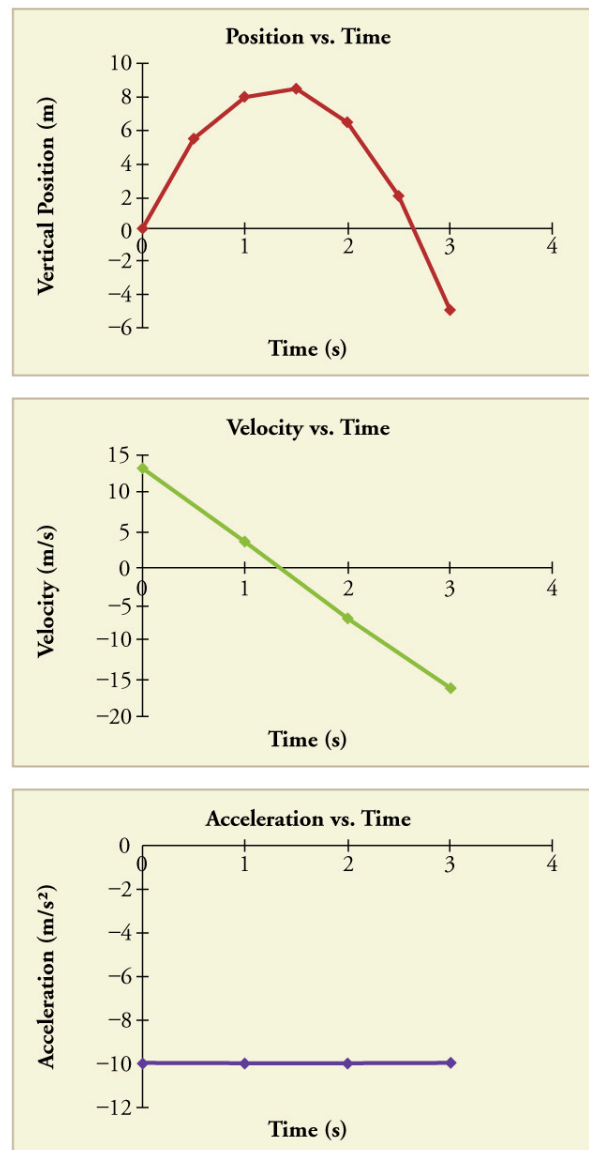 Position vs. Time
Vertical Position (m)
10
8
6
4
2
0
−2
−4
−6
0 1 2 3 4
Time (s)
Velocity vs. Time
Velocity (m/s)
15
10
5
0
−5
−10
−15
−20
0 1 2 3 4
Time (s)
Acceleration vs. Time
Acceleration (m/s²)
0
−2
−4
−6
−8
−10
−12
0 1 2 3 4
Time (s)